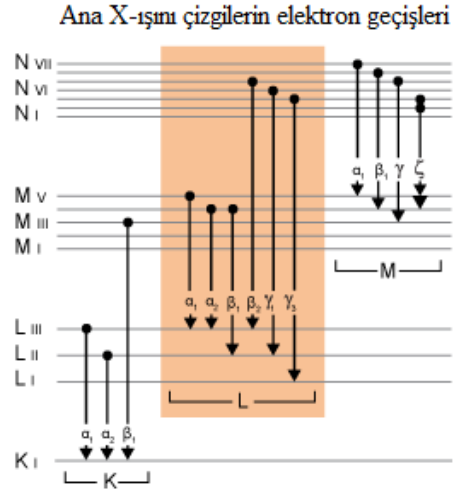 Ana X-ışını çizgilerin elektron geçişleri
N VII
N VI
N I
α₁ β₁ γ ζ
M V
M III
M I
M
α₁ α₂ β₁ β₂ γ₁ γ₃
L III
L II
L I
L
α₁ α₂ β₁
K I
K